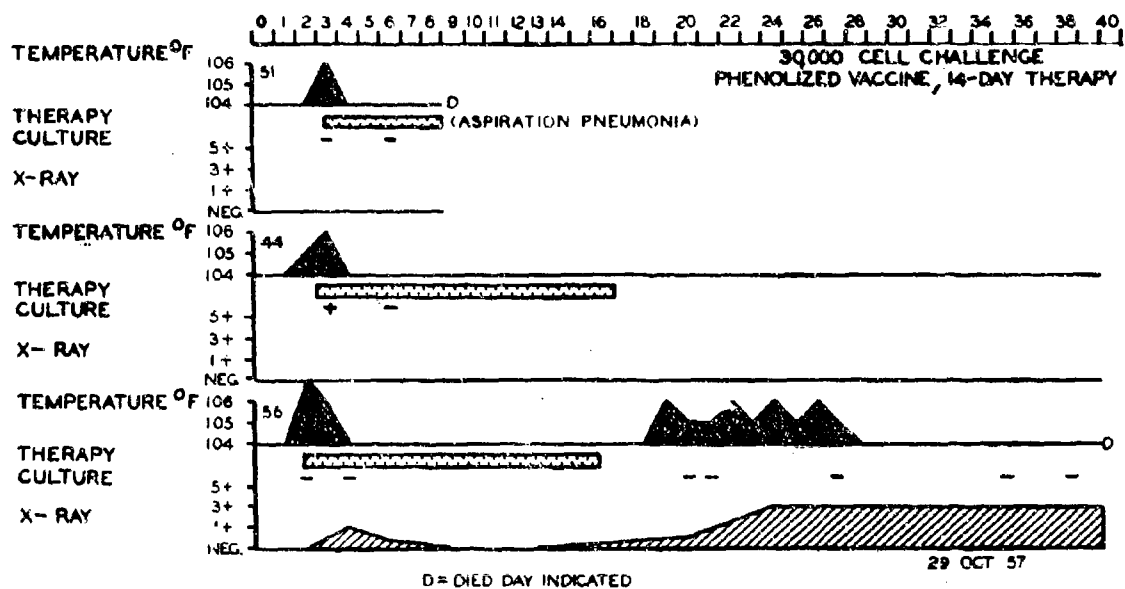 0 1 2 3 4 5 6 7 8 9 10 11 12 13 14 16 18 20 22 24 26 28 30 32 34 36 38 40
30,000 CELL CHALLENGE
PHENOLIZED VACCINE, 14-DAY THERAPY
TEMPERATURE °F
106
51
105
104
D
THERAPY
(ASPIRATION PNEUMONIA)
CULTURE
- -
5+
X-RAY
3+
1+
NEG.
TEMPERATURE °F
106
44
105
104
THERAPY
CULTURE
+ -
5+
X-RAY
3+
1+
NEG.
TEMPERATURE °F
106
56
105
104
D
THERAPY
CULTURE
- - - - - - -
5+
X-RAY
3+
1+
NEG.
29 OCT 57
D = DIED DAY INDICATED